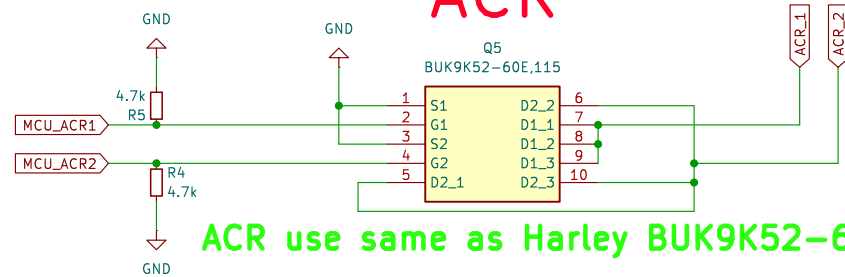 ACR
GND
GND
Q5
BUK9K52-60E,115
ACR_1
ACR_2
4.7k
R5
MCU_ACR1
MCU_ACR2
R4
4.7k
1 S1 D2_2 6
2 G1 D1_1 7
3 S2 D1_2 8
4 G2 D1_3 9
5 D2_1 D2_3 10
ACR use same as Harley BUK9K52-6
GND